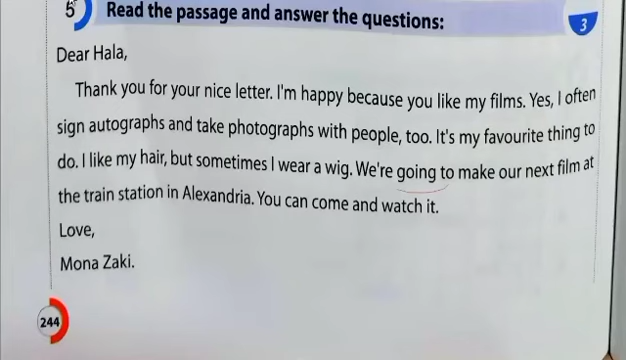 5 Read the passage and answer the questions:
3
Dear Hala,
Thank you for your nice letter. I'm happy because you like my films. Yes, I often
sign autographs and take photographs with people, too. It's my favourite thing to
do. I like my hair, but sometimes I wear a wig. We're going to make our next film at
the train station in Alexandria. You can come and watch it.
Love,
Mona Zaki.
244